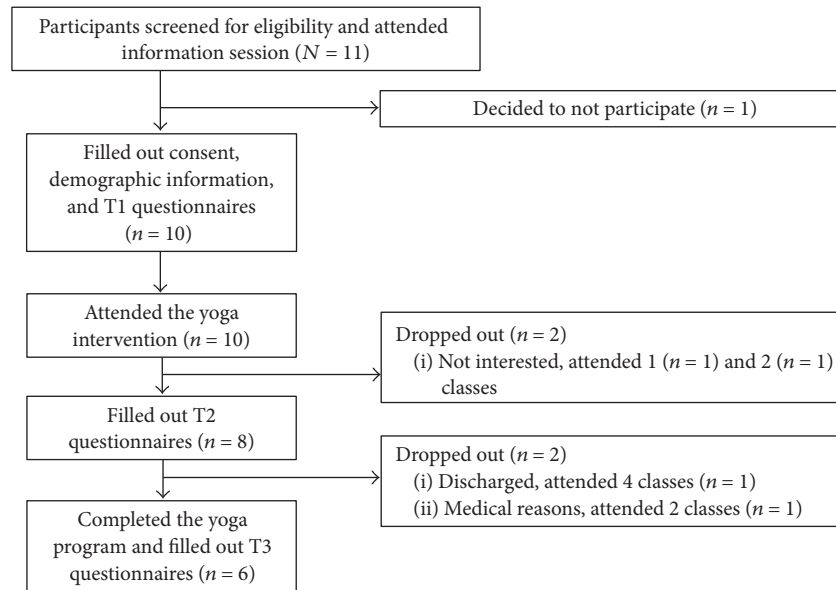 Participants screened for eligibility and attended
information session (N = 11)
Decided to not participate (n = 1)
Filled out consent,
demographic information,
and T1 questionnaires
(n = 10)
Attended the yoga
intervention (n = 10)
Dropped out (n = 2)
(i) Not interested, attended 1 (n = 1) and 2 (n = 1)
classes
Filled out T2
questionnaires (n = 8)
Dropped out (n = 2)
(i) Discharged, attended 4 classes (n = 1)
(ii) Medical reasons, attended 2 classes (n = 1)
Completed the yoga
program and filled out T3
questionnaires (n = 6)